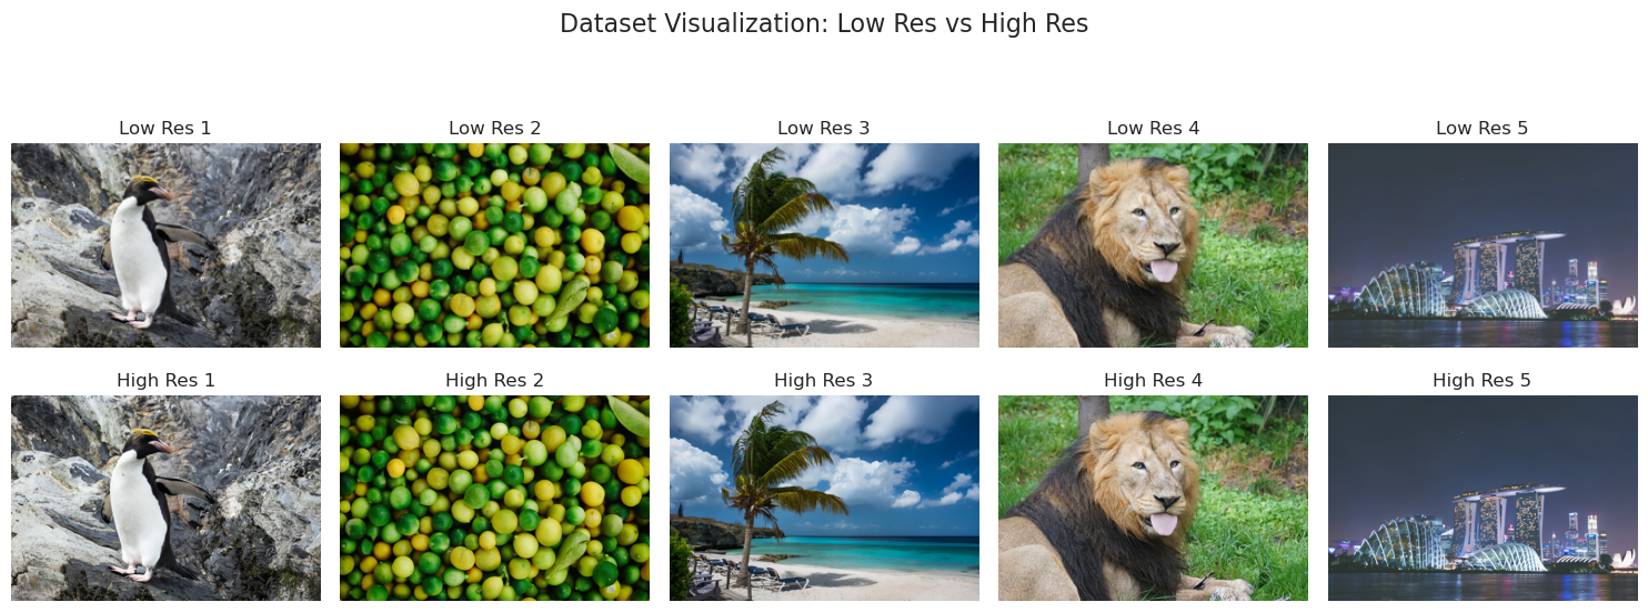 Dataset Visualization: Low Res vs High Res
Low Res 1
Low Res 2
Low Res 3
Low Res 4
Low Res 5
High Res 1
High Res 2
High Res 3
High Res 4
High Res 5